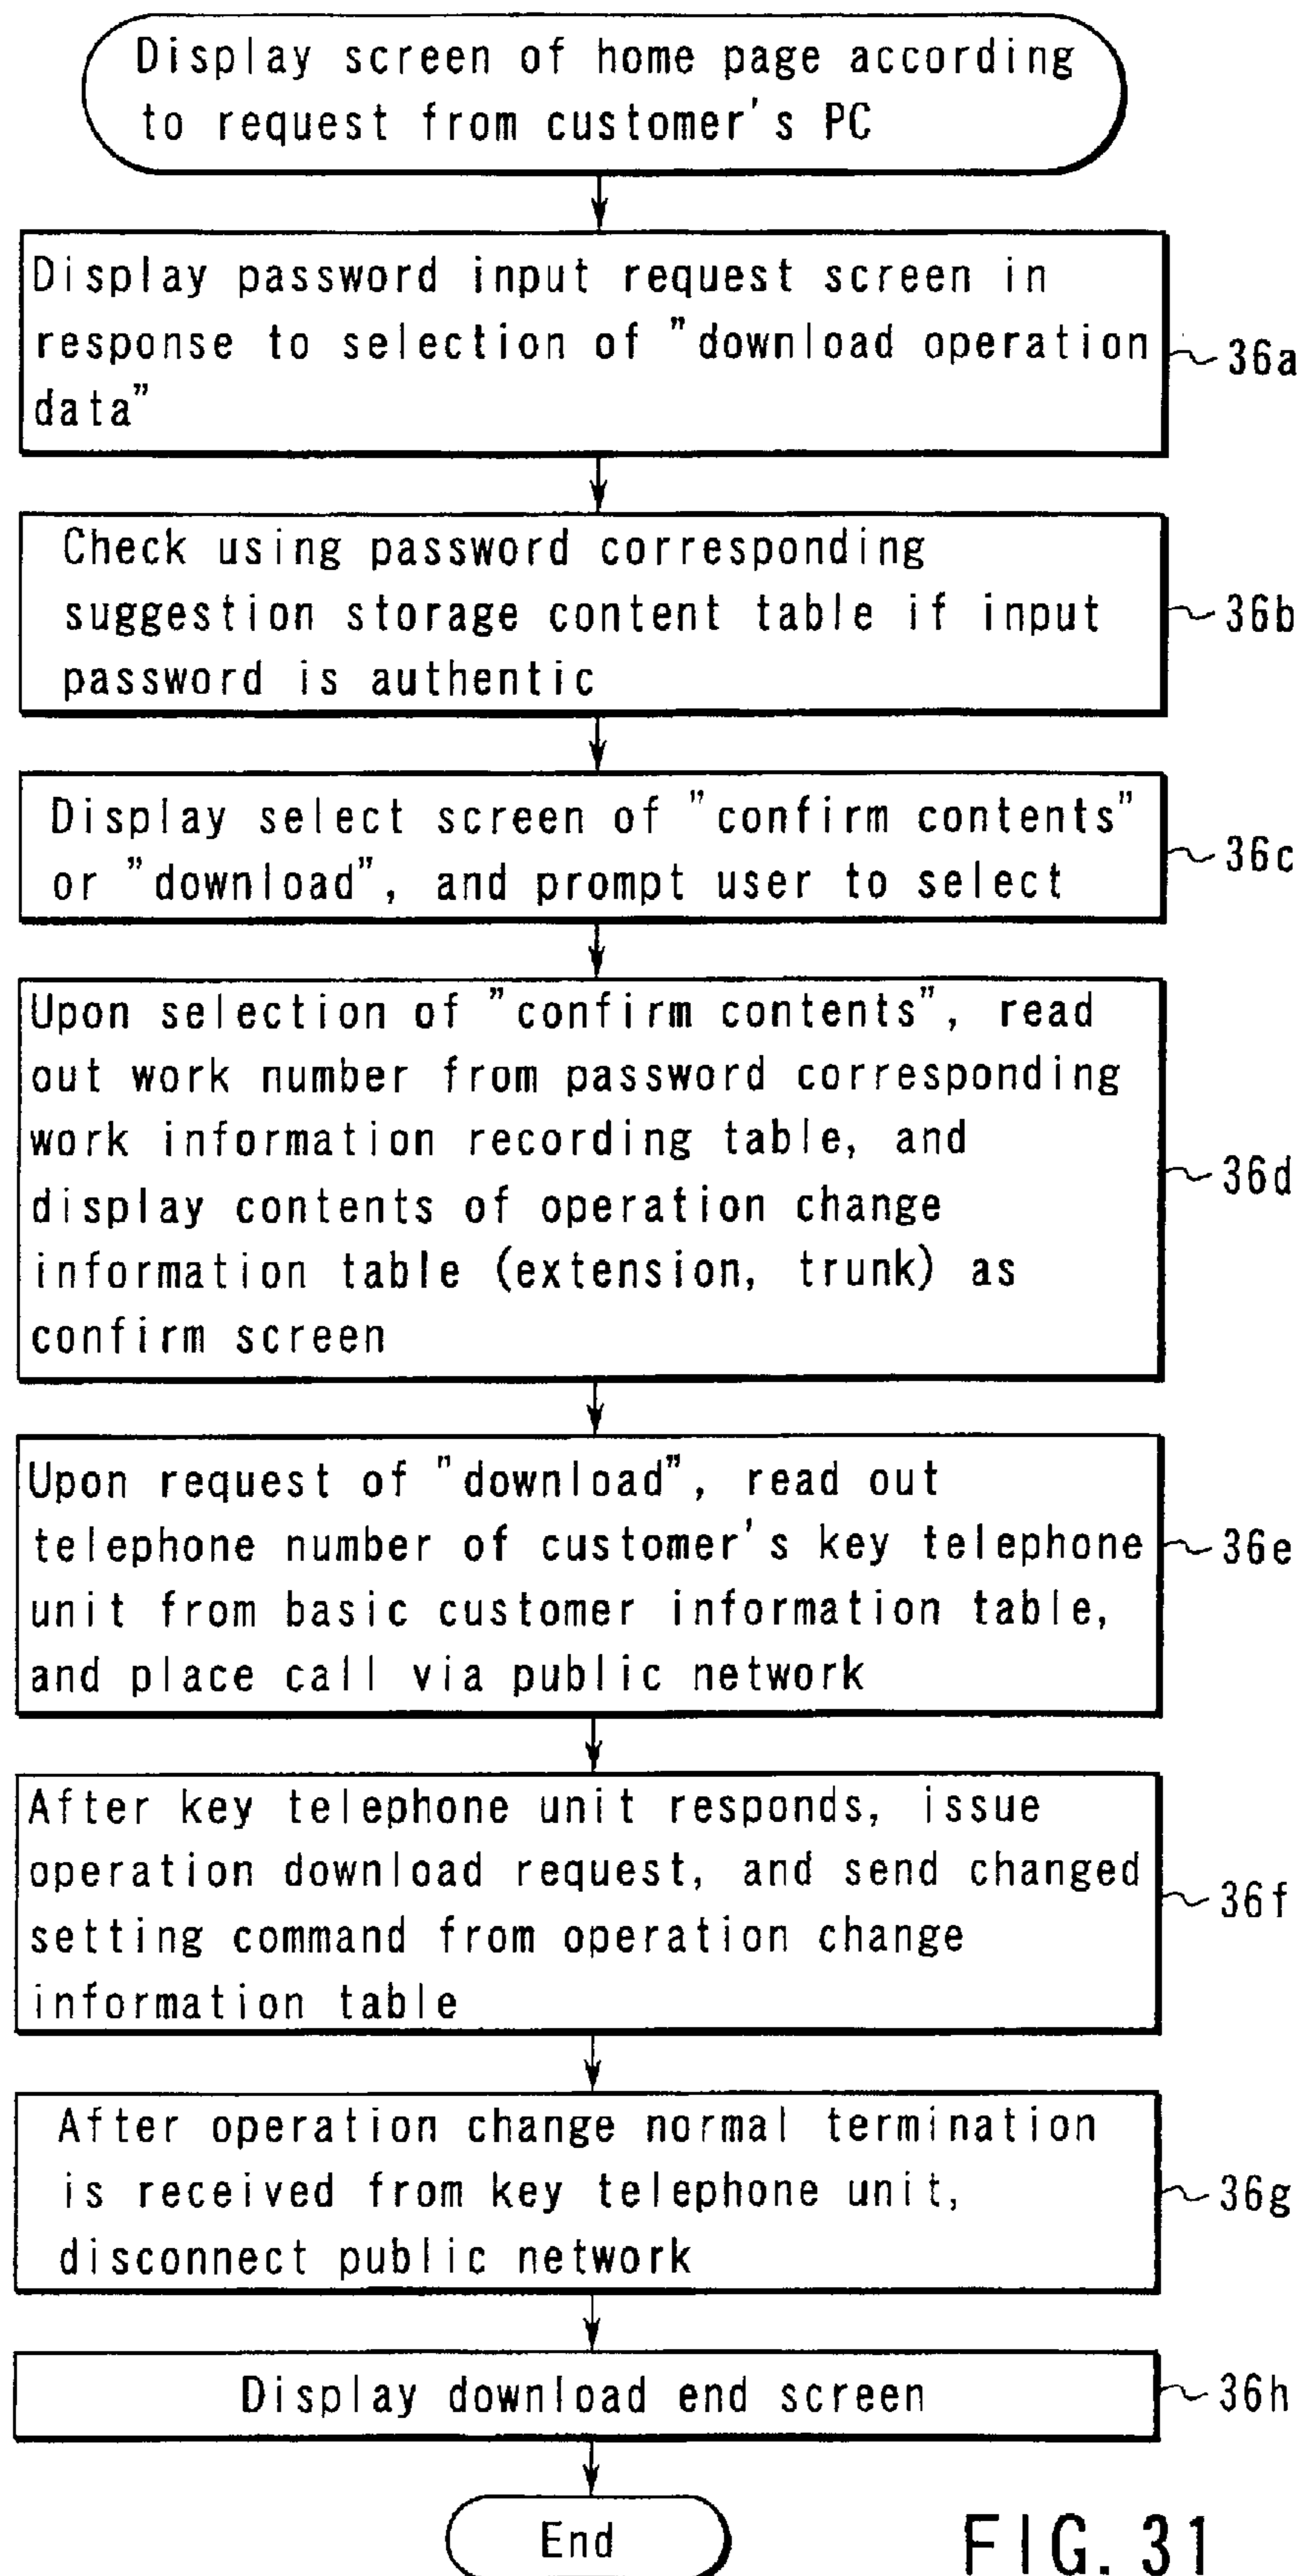 Display screen of home page according
to request from customer's PC
Display password input request screen in
response to selection of "download operation
data"
36a
Check using password corresponding
suggestion storage content table if input
password is authentic
36b
Display select screen of "confirm contents"
or "download", and prompt user to select
36c
Upon selection of "confirm contents", read
out work number from password corresponding
work information recording table, and
display contents of operation change
information table (extension, trunk) as
confirm screen
36d
Upon request of "download", read out
telephone number of customer's key telephone
unit from basic customer information table,
and place call via public network
36e
After key telephone unit responds, issue
operation download request, and send changed
setting command from operation change
information table
36f
After operation change normal termination
is received from key telephone unit,
disconnect public network
36g
Display download end screen
36h
End
FIG. 31